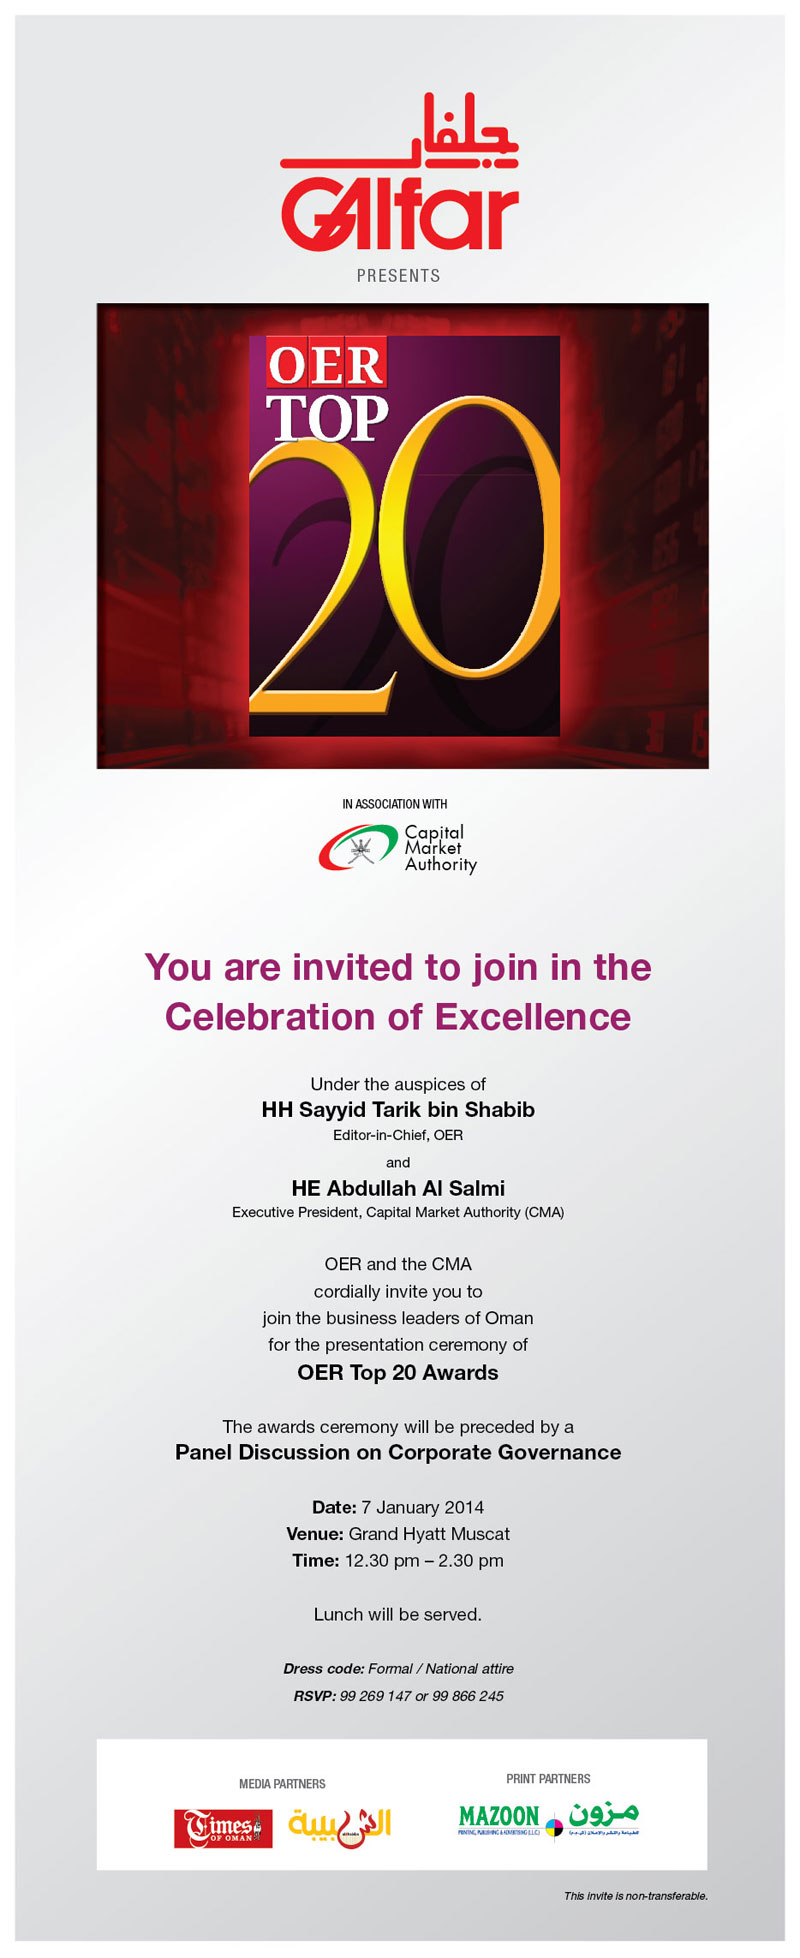 جلفار
GAlfar
PRESENTS
OER
TOP
20
IN ASSOCIATION WITH
Capital
Market
Authority
You are invited to join in the
Celebration of Excellence
Under the auspices of
HH Sayyid Tarik bin Shabib
Editor-in-Chief, OER
and
HE Abdullah Al Salmi
Executive President, Capital Market Authority (CMA)
OER and the CMA
cordially invite you to
join the business leaders of Oman
for the presentation ceremony of
OER Top 20 Awards
The awards ceremony will be preceded by a
Panel Discussion on Corporate Governance
Date: 7 January 2014
Venue: Grand Hyatt Muscat
Time: 12.30 pm – 2.30 pm
Lunch will be served.
Dress code: Formal / National attire
RSVP: 99 269 147 or 99 866 245
MEDIA PARTNERS
PRINT PARTNERS
Times
OF OMAN
الشبيبة
MAZOON
PRINTING, PUBLISHING & ADVERTISING (L.L.C)
مزون
للطباعة والنشر والإعلان (ش.م.م)
This invite is non-transferable.